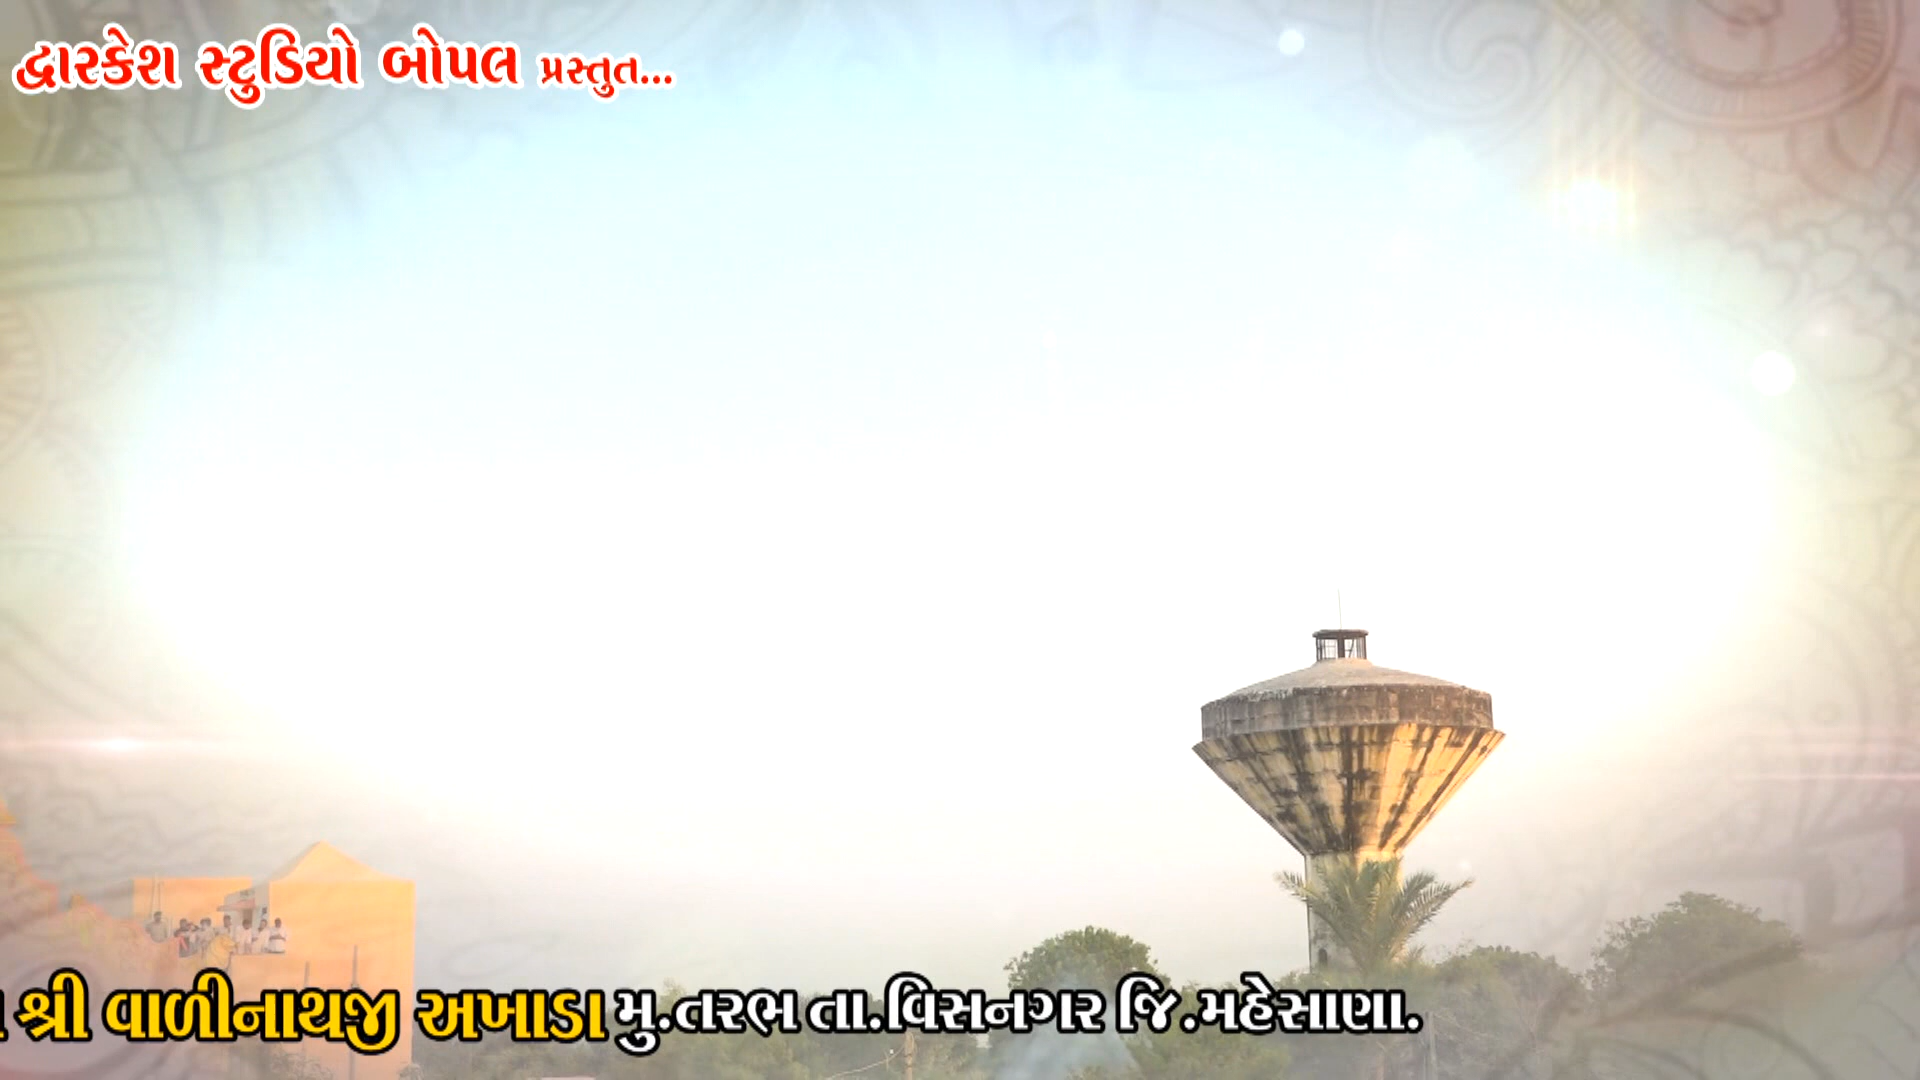 દ્વારકેશ સ્ટુડિયો બોપલ પ્રસ્તુત...
શ્રી વાળીનાથજી અખાડા મુ.તરભ તા.વિસનગર જિ.મહેસાણા.